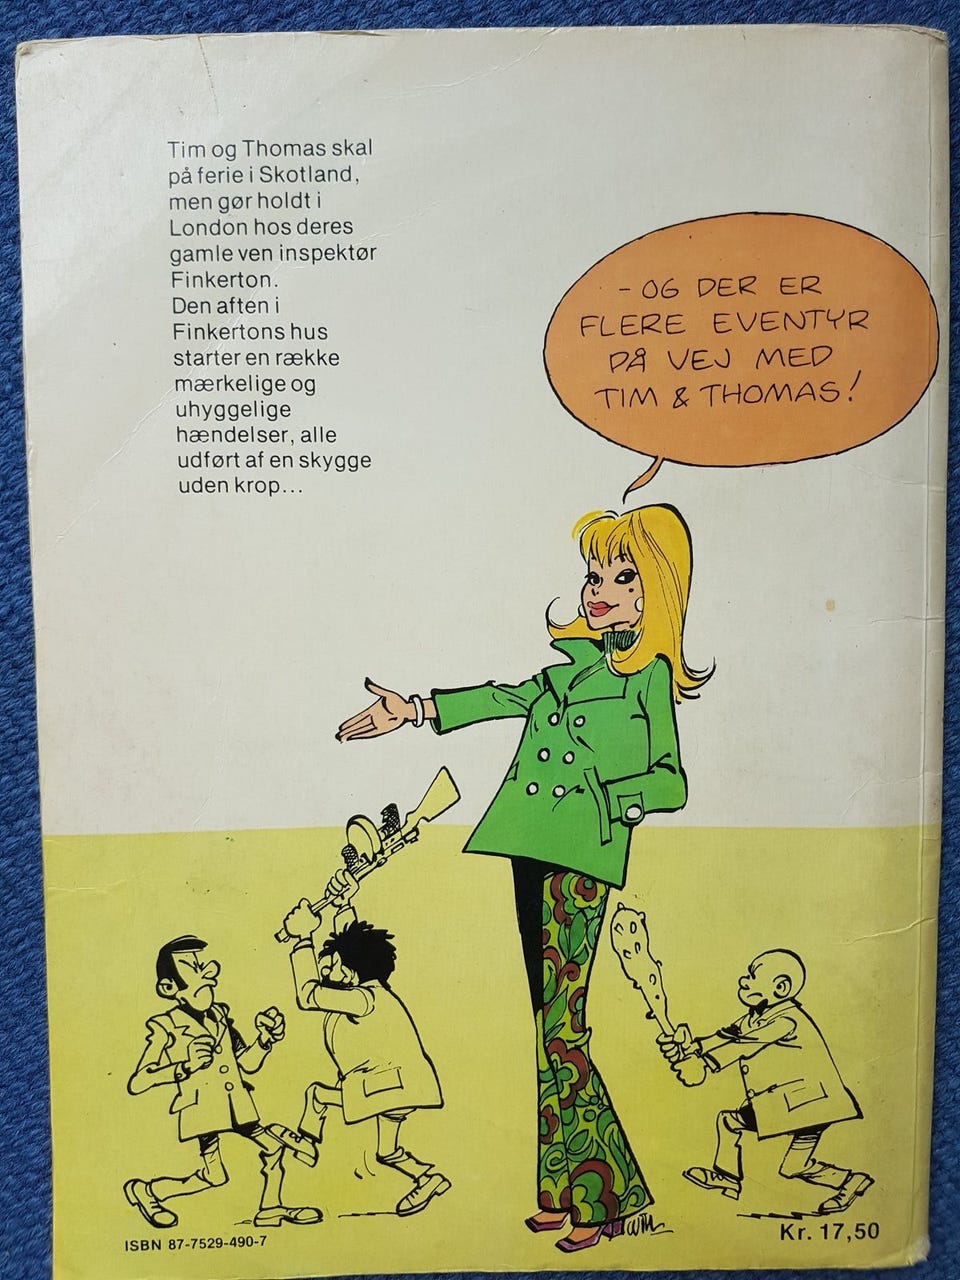 Tim og Thomas skal
på ferie i Skotland,
men gør holdt i
London hos deres
gamle ven inspektør
Finkerton.
Den aften i
Finkertons hus
starter en række
mærkelige og
uhyggelige
hændelser, alle
udført af en skygge
uden krop...
- OG DER ER
FLERE EVENTYR
PÅ VEJ MED
TIM & THOMAS!
ISBN 87-7529-490-7
Kr. 17,50